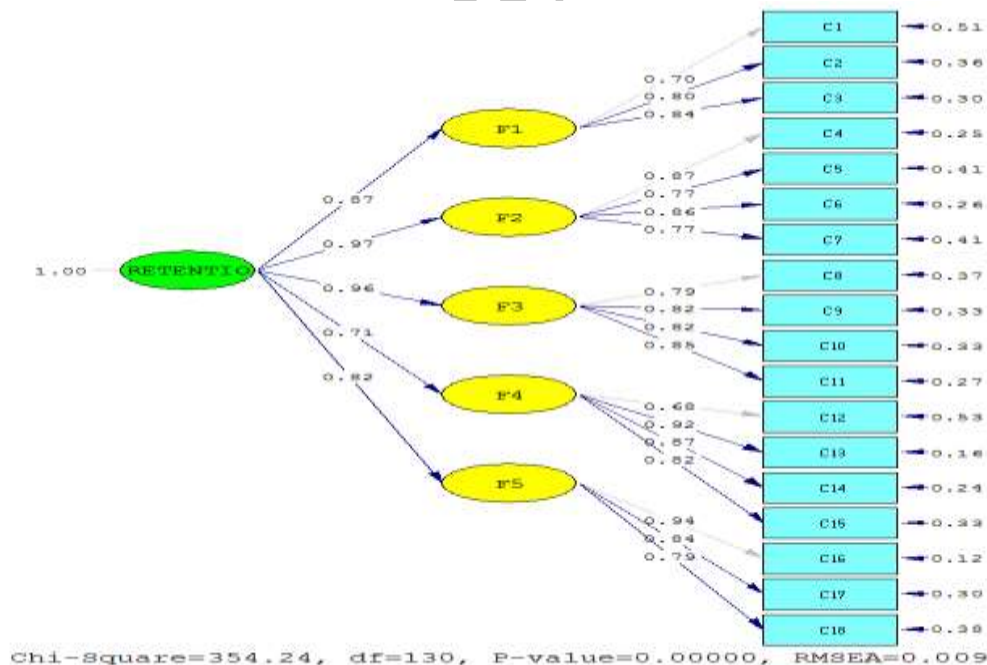 C1 0.51
C2 0.36
0.70
0.80
C3 0.30
0.84
F1
C4 0.25
C5 0.41
0.87
0.77
0.87
C6 0.26
0.86
F2
0.77
C7 0.41
0.97
1.00 RETENTIO
C8 0.37
0.96
0.79
F3
C9 0.33
0.82
0.82
0.71
C10 0.33
0.85
0.82
C11 0.27
F4
0.68
C12 0.53
0.92
0.87
C13 0.16
0.82
F5
C14 0.24
C15 0.33
0.94
0.84
C16 0.12
0.79
C17 0.30
C18 0.38
Chi-Square=354.24, df=130, P-value=0.00000, RMSEA=0.009